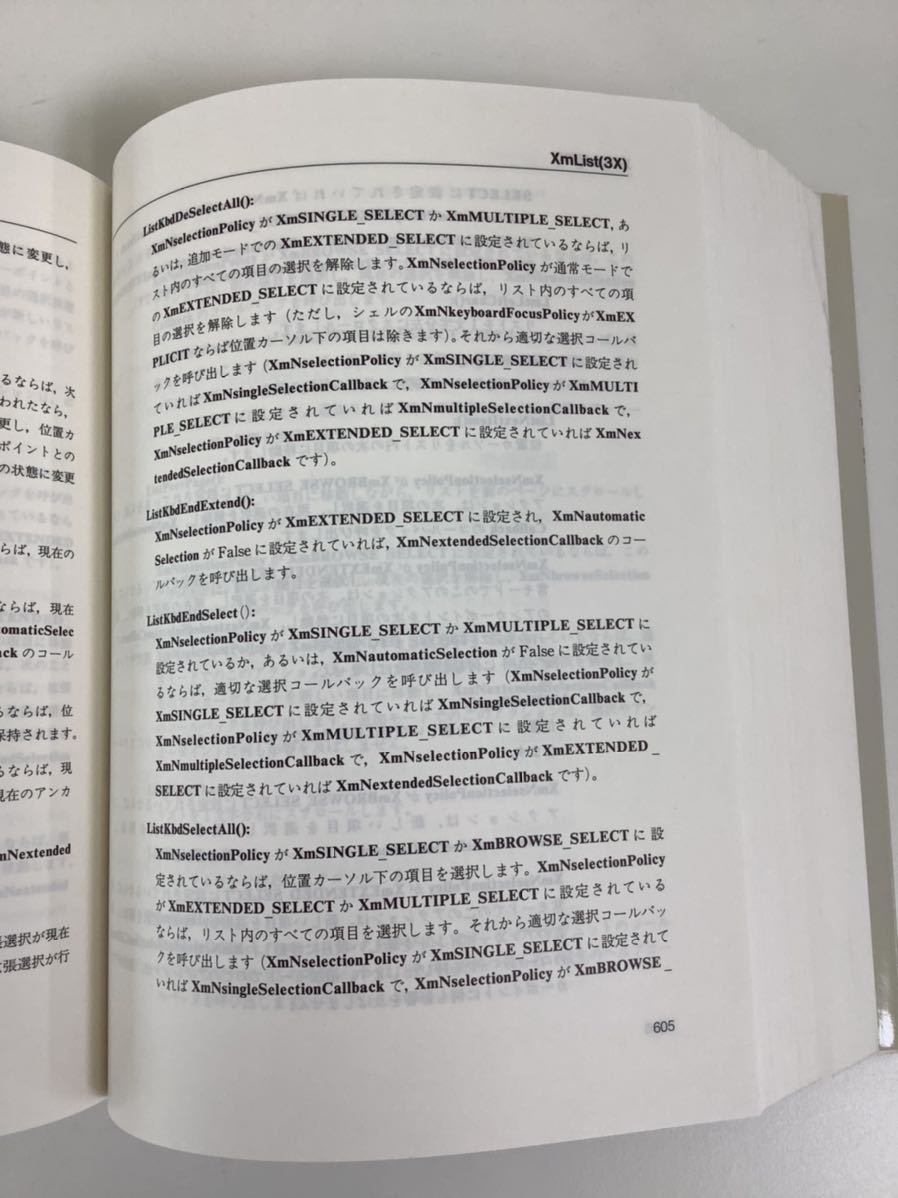 態に変更し,
るならば, 次
われたなら,
更し, 位置カ
ポイントとの
の状態に変更
らば, 現在の
ならば, 現在
tomaticSelec
ack のコール
るならば, 位
保持されます。
るならば, 現
現在のアンカ
mNextended
張選択が現在
張選択が行
XmList(3X)
ListKbdDeSelectAll():
XmNselectionPolicy が XmSINGLE_SELECT か XmMULTIPLE_SELECT, あ
るいは, 追加モードでの XmEXTENDED_SELECT に設定されているならば, リ
スト内のすべての項目の選択を解除します。XmNselectionPolicy が通常モードで
の XmEXTENDED_SELECT に設定されているならば, リスト内のすべての項
目の選択を解除します (ただし, シェルの XmNkeyboardFocusPolicy が XmEX
PLICIT ならば位置カーソル下の項目は除きます)。それから適切な選択コールバ
ックを呼び出します (XmNselectionPolicy が XmSINGLE_SELECT に設定され
ていれば XmNsingleSelectionCallback で, XmNselectionPolicy が XmMULTI
PLE_SELECT に設定されていれば XmNmultipleSelectionCallback で,
XmNselectionPolicy が XmEXTENDED_SELECT に設定されていれば XmNex
tendedSelectionCallback です)。
ListKbdEndExtend():
XmNselectionPolicy が XmEXTENDED_SELECT に設定され, XmNautomatic
Selection が False に設定されていれば, XmNextendedSelectionCallback のコー
ルバックを呼び出します。
ListKbdEndSelect():
XmNselectionPolicy が XmSINGLE_SELECT か XmMULTIPLE_SELECT に
設定されているか, あるいは, XmNautomaticSelection が False に設定されてい
るならば, 適切な選択コールバックを呼び出します (XmNselectionPolicy が
XmSINGLE_SELECT に設定されていれば XmNsingleSelectionCallback で,
XmNselectionPolicy が XmMULTIPLE_SELECT に設定されていれば
XmNmultipleSelectionCallback で, XmNselectionPolicy が XmEXTENDED_
SELECT に設定されていれば XmNextendedSelectionCallback です)。
ListKbdSelectAll():
XmNselectionPolicy が XmSINGLE_SELECT か XmBROWSE_SELECT に設
定されているならば, 位置カーソル下の項目を選択します。XmNselectionPolicy
が XmEXTENDED_SELECT か XmMULTIPLE_SELECT に設定されている
ならば, リスト内のすべての項目を選択します。それから適切な選択コールバッ
クを呼び出します (XmNselectionPolicy が XmSINGLE_SELECT に設定されて
いれば XmNsingleSelectionCallback で, XmNselectionPolicy が XmBROWSE_
605